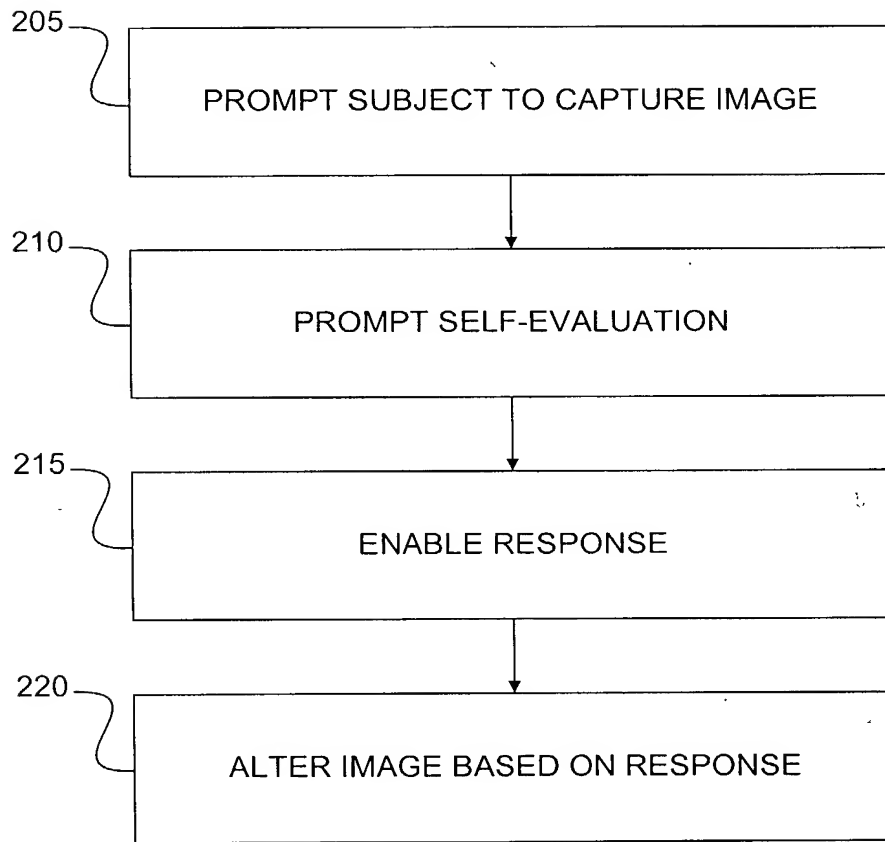 205
PROMPT SUBJECT TO CAPTURE IMAGE
210
PROMPT SELF-EVALUATION
215
ENABLE RESPONSE
220
ALTER IMAGE BASED ON RESPONSE